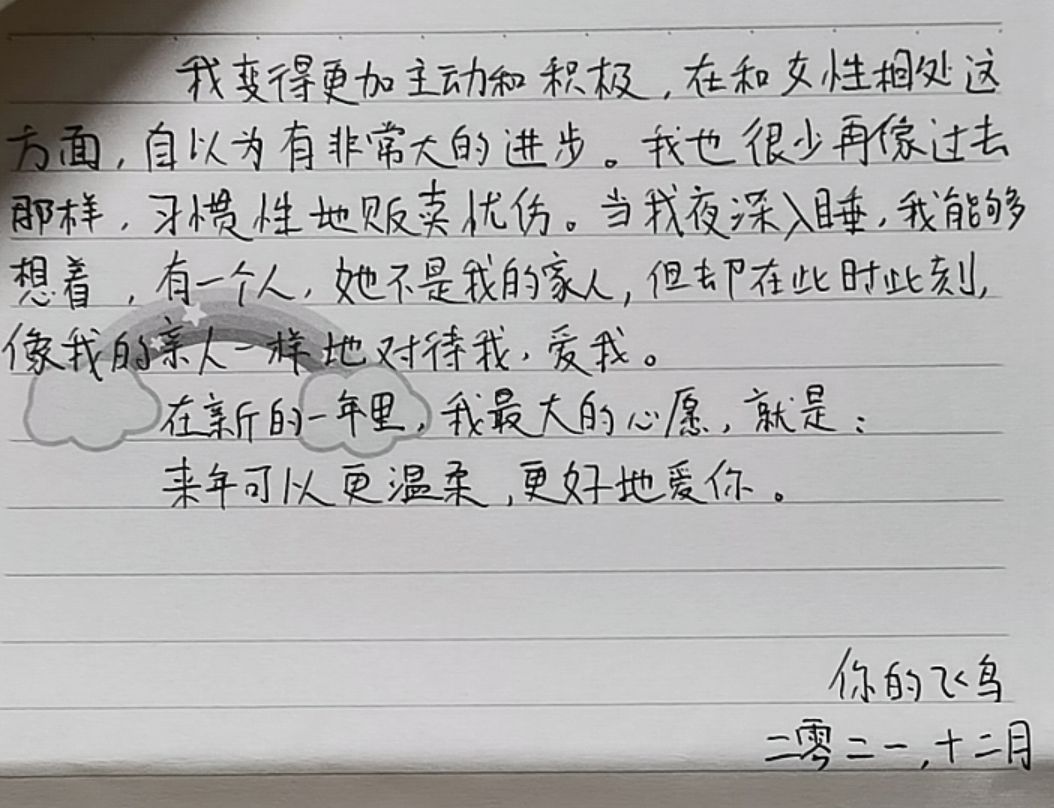 我变得更加主动和积极,在和女性相处这
方面,自以为有非常大的进步。我也很少再像过去
那样,习惯性地贩卖忧伤。当我夜深入睡,我能够
想着,有一个人,她不是我的家人,但却在此时此刻,
像我的亲人一样地对待我,爱我。
在新的一年里,我最大的心愿,就是:
来年可以更温柔,更好地爱你。
你的飞鸟
二零二一,十二月